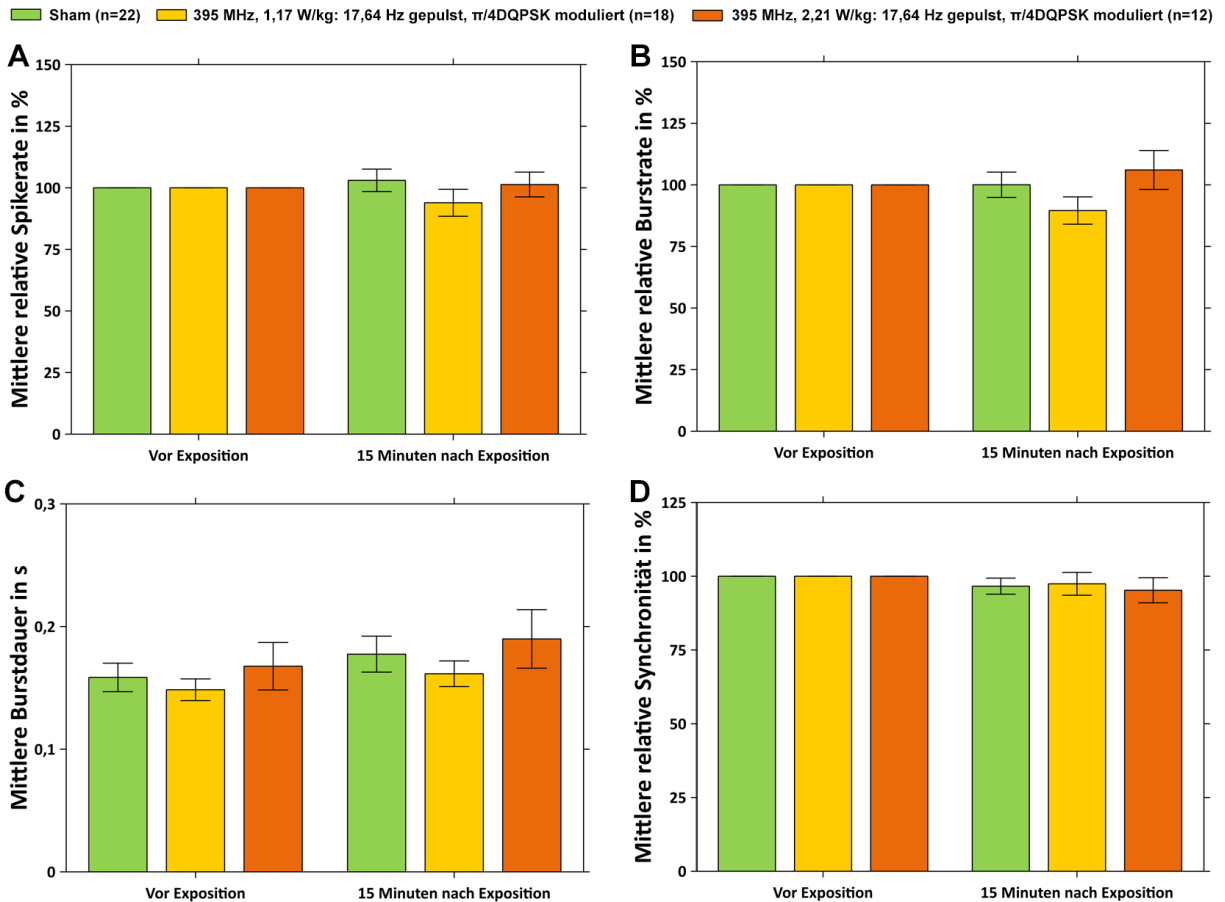 Sham (n=22) 395 MHz, 1,17 W/kg: 17,64 Hz gepulst, π/4DQPSK moduliert (n=18) 395 MHz, 2,21 W/kg: 17,64 Hz gepulst, π/4DQPSK moduliert (n=12)
A
Mittlere relative Spikerate in %
150
125
100
75
50
25
0
Vor Exposition 15 Minuten nach Exposition
B
Mittlere relative Burstrate in %
150
125
100
75
50
25
0
Vor Exposition 15 Minuten nach Exposition
C
Mittlere Burstdauer in s
0,3
0,2
0,1
0
Vor Exposition 15 Minuten nach Exposition
D
Mittlere relative Synchronität in %
125
100
75
50
25
0
Vor Exposition 15 Minuten nach Exposition